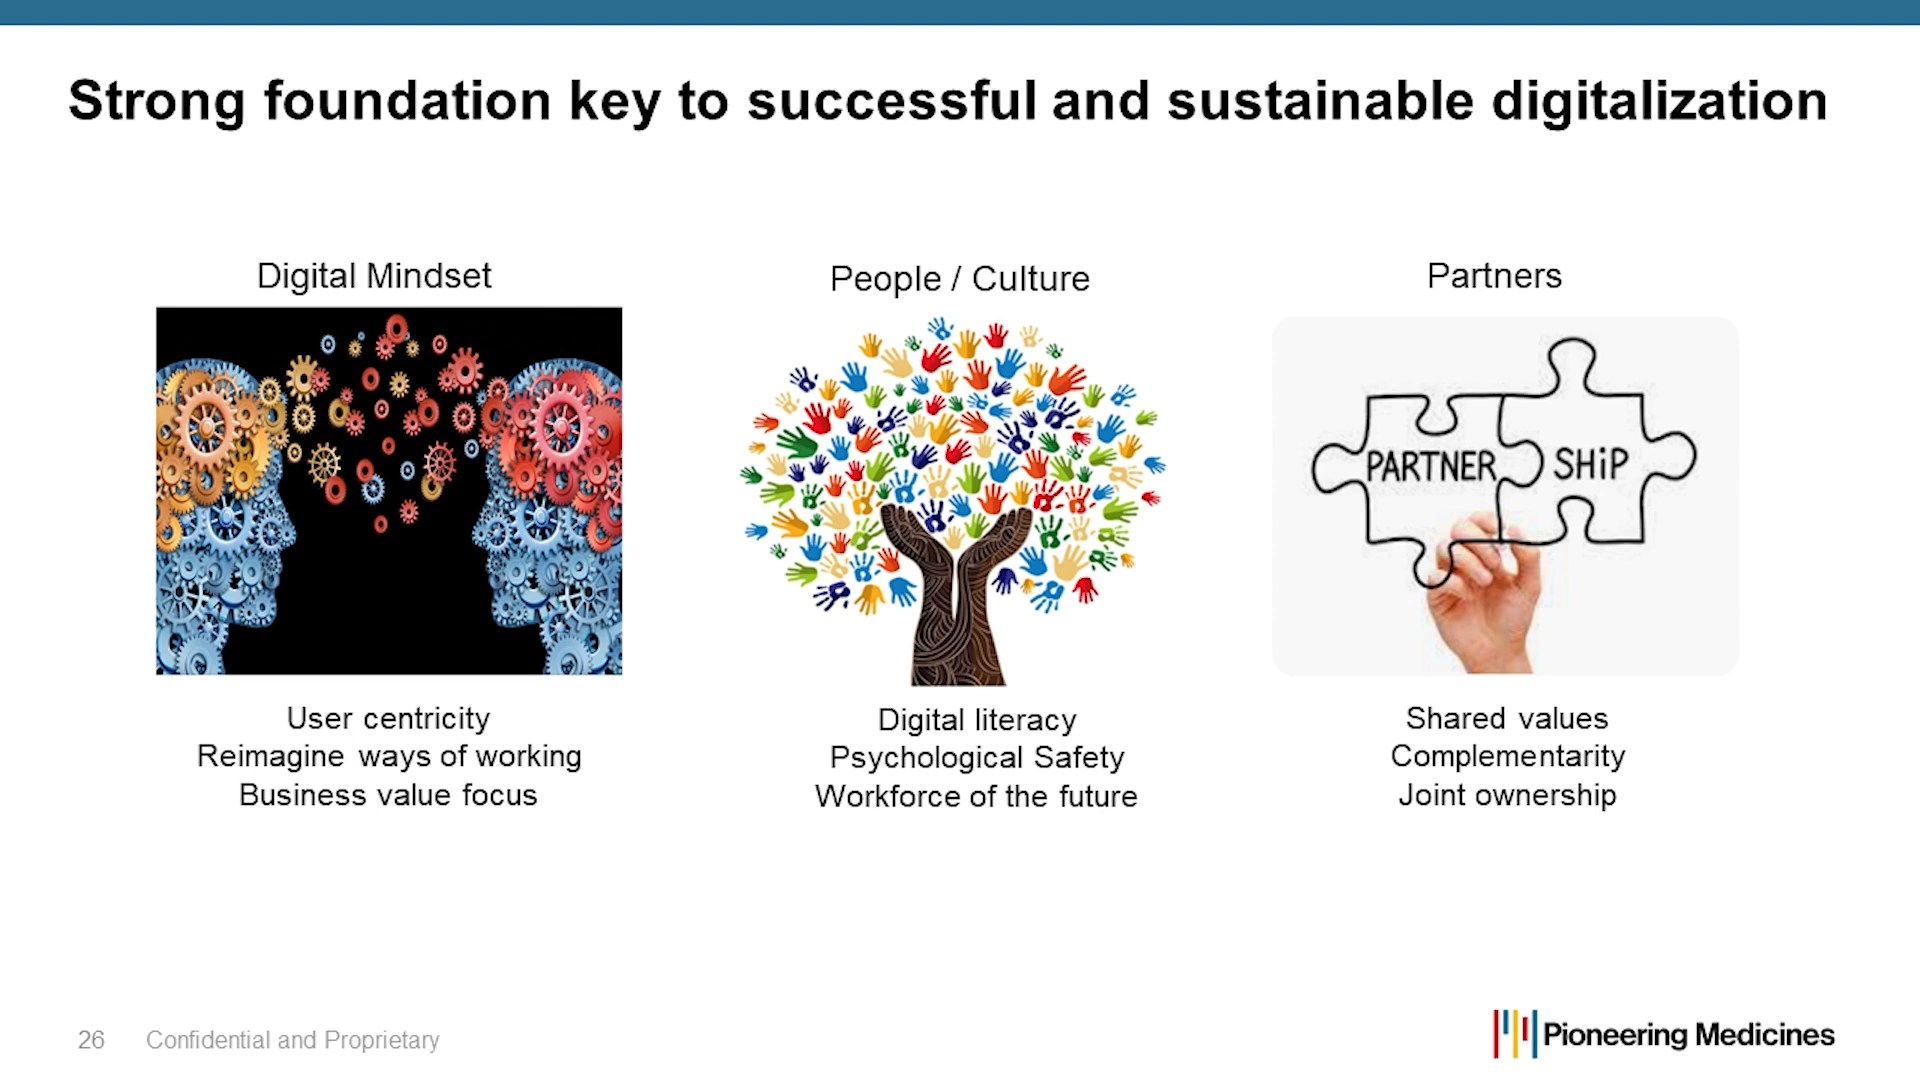 Strong foundation key to successful and sustainable digitalization
Digital Mindset
User centricity
Reimagine ways of working
Business value focus
People / Culture
Digital literacy
Psychological Safety
Workforce of the future
Partners
PARTNER SHiP
Shared values
Complementarity
Joint ownership
26 Confidential and Proprietary
Pioneering Medicines